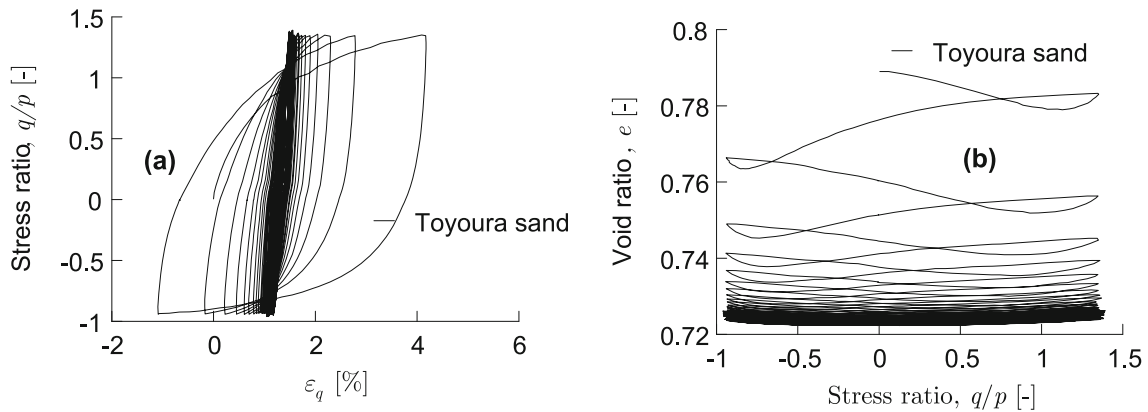 1.5
1
0.5
0
-0.5
-1
-2
0
2
4
6
Stress ratio, q/p [-]
ε_q [%]
(a)
Toyoura sand
0.8
0.78
0.76
0.74
0.72
-1
-0.5
0
0.5
1
1.5
Void ratio , e [-]
Stress ratio, q/p [-]
(b)
Toyoura sand